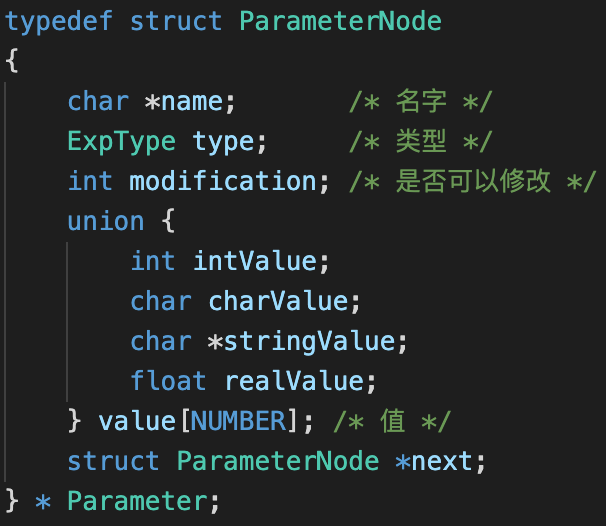 typedef struct ParameterNode
{
    char *name;       /* 名字 */
    ExpType type;     /* 类型 */
    int modification; /* 是否可以修改 */
    union {
        int intValue;
        char charValue;
        char *stringValue;
        float realValue;
    } value[NUMBER]; /* 值 */
    struct ParameterNode *next;
} * Parameter;